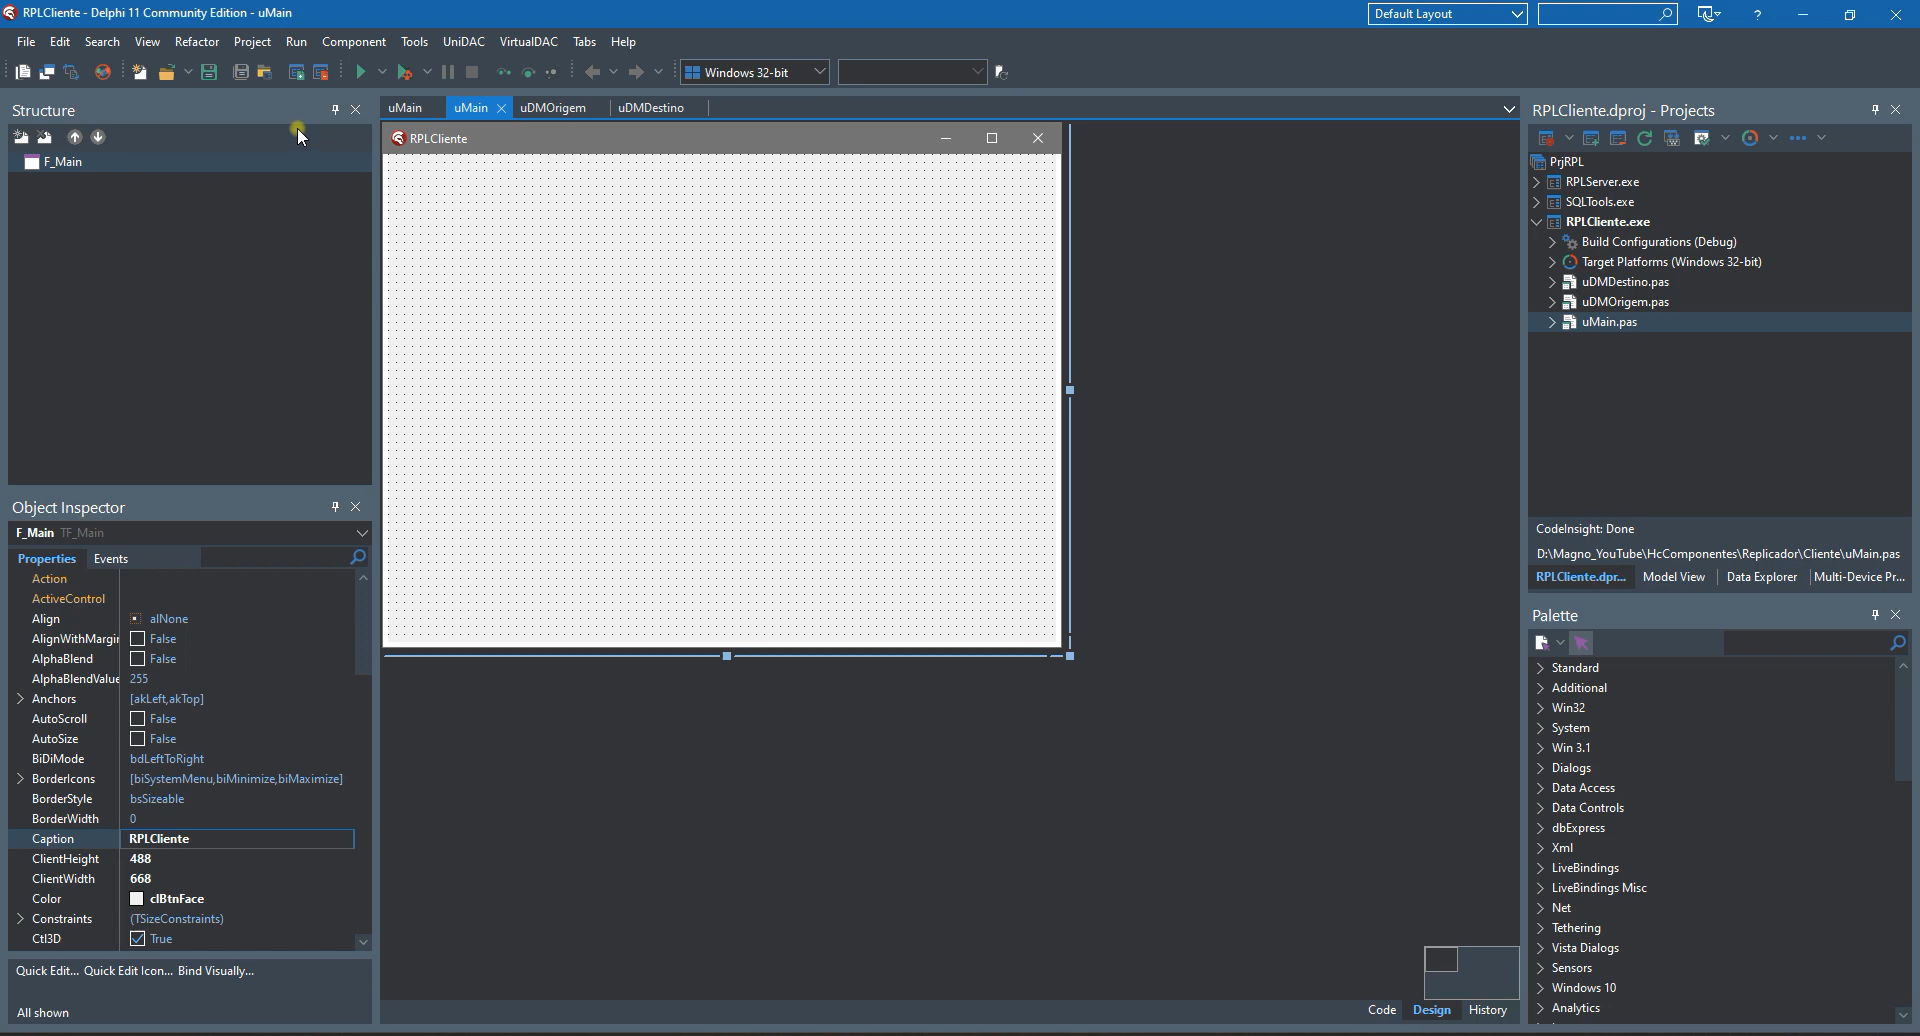 RPLCliente - Delphi 11 Community Edition - uMain
Default Layout
?
File Edit Search View Refactor Project Run Component Tools UniDAC VirtualDAC Tabs Help
Windows 32-bit
Structure
F_Main
uMain uMain uDMOrigem uDMDestino
RPLCliente
RPLCliente.dproj - Projects
PrjRPL
RPLServer.exe
SQLTools.exe
RPLCliente.exe
Build Configurations (Debug)
Target Platforms (Windows 32-bit)
uDMDestino.pas
uDMOrigem.pas
uMain.pas
CodeInsight: Done
D:\Magno_YouTube\HcComponentes\Replicador\Cliente\uMain.pas
RPLCliente.dpr... Model View Data Explorer Multi-Device Pr...
Object Inspector
F_Main TF_Main
Properties Events
Action
ActiveControl
Align alNone
AlignWithMargir False
AlphaBlend False
AlphaBlendValue 255
Anchors [akLeft,akTop]
AutoScroll False
AutoSize False
BiDiMode bdLeftToRight
BorderIcons [biSystemMenu,biMinimize,biMaximize]
BorderStyle bsSizeable
BorderWidth 0
Caption RPLCliente
ClientHeight 488
ClientWidth 668
Color clBtnFace
Constraints (TSizeConstraints)
Ctl3D True
Quick Edit... Quick Edit Icon... Bind Visually...
All shown
Code Design History
Palette
Standard
Additional
Win32
System
Win 3.1
Dialogs
Data Access
Data Controls
dbExpress
Xml
LiveBindings
LiveBindings Misc
Net
Tethering
Vista Dialogs
Sensors
Windows 10
Analytics